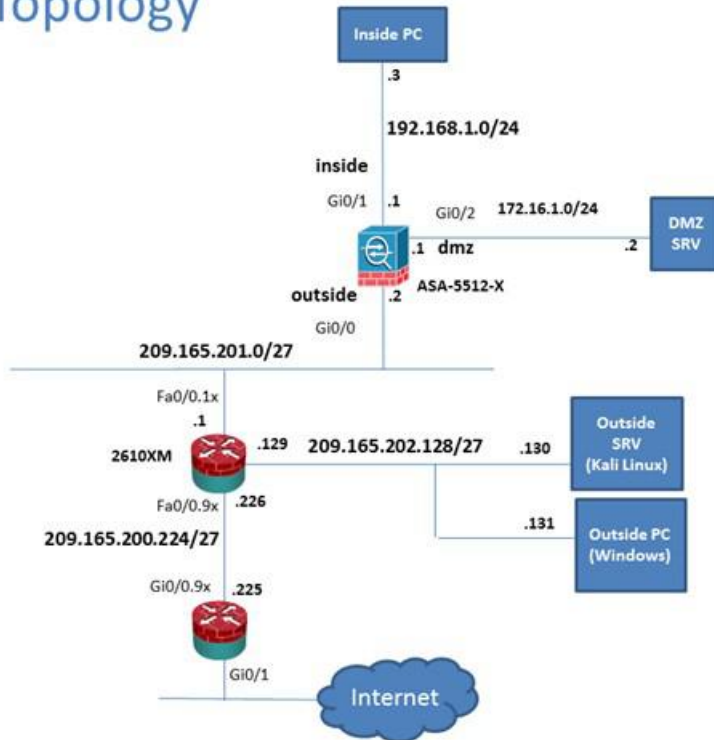 Topology
Inside PC
.3
192.168.1.0/24
inside
Gi0/1
.1
Gi0/2
172.16.1.0/24
DMZ
SRV
.1
dmz
.2
ASA-5512-X
outside
.2
Gi0/0
209.165.201.0/27
Fa0/0.1x
.1
.129
209.165.202.128/27
.130
Outside
SRV
(Kali Linux)
2610XM
Fa0/0.9x
.226
.131
Outside PC
(Windows)
209.165.200.224/27
Gi0/0.9x
.225
Gi0/1
Internet